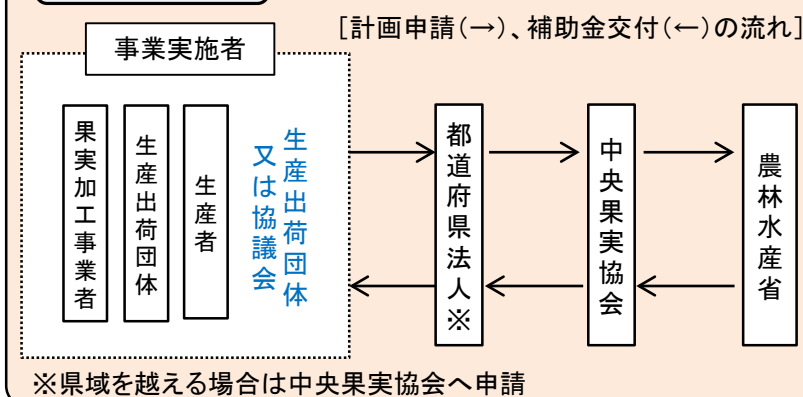 [計画申請(→)、補助金交付(←)の流れ]
事業実施者
果実加工事業者
生産出荷団体
生産者
生産出荷団体
又は協議会
都道府県法人※
中央果実協会
農林水産省
※県域を越える場合は中央果実協会へ申請